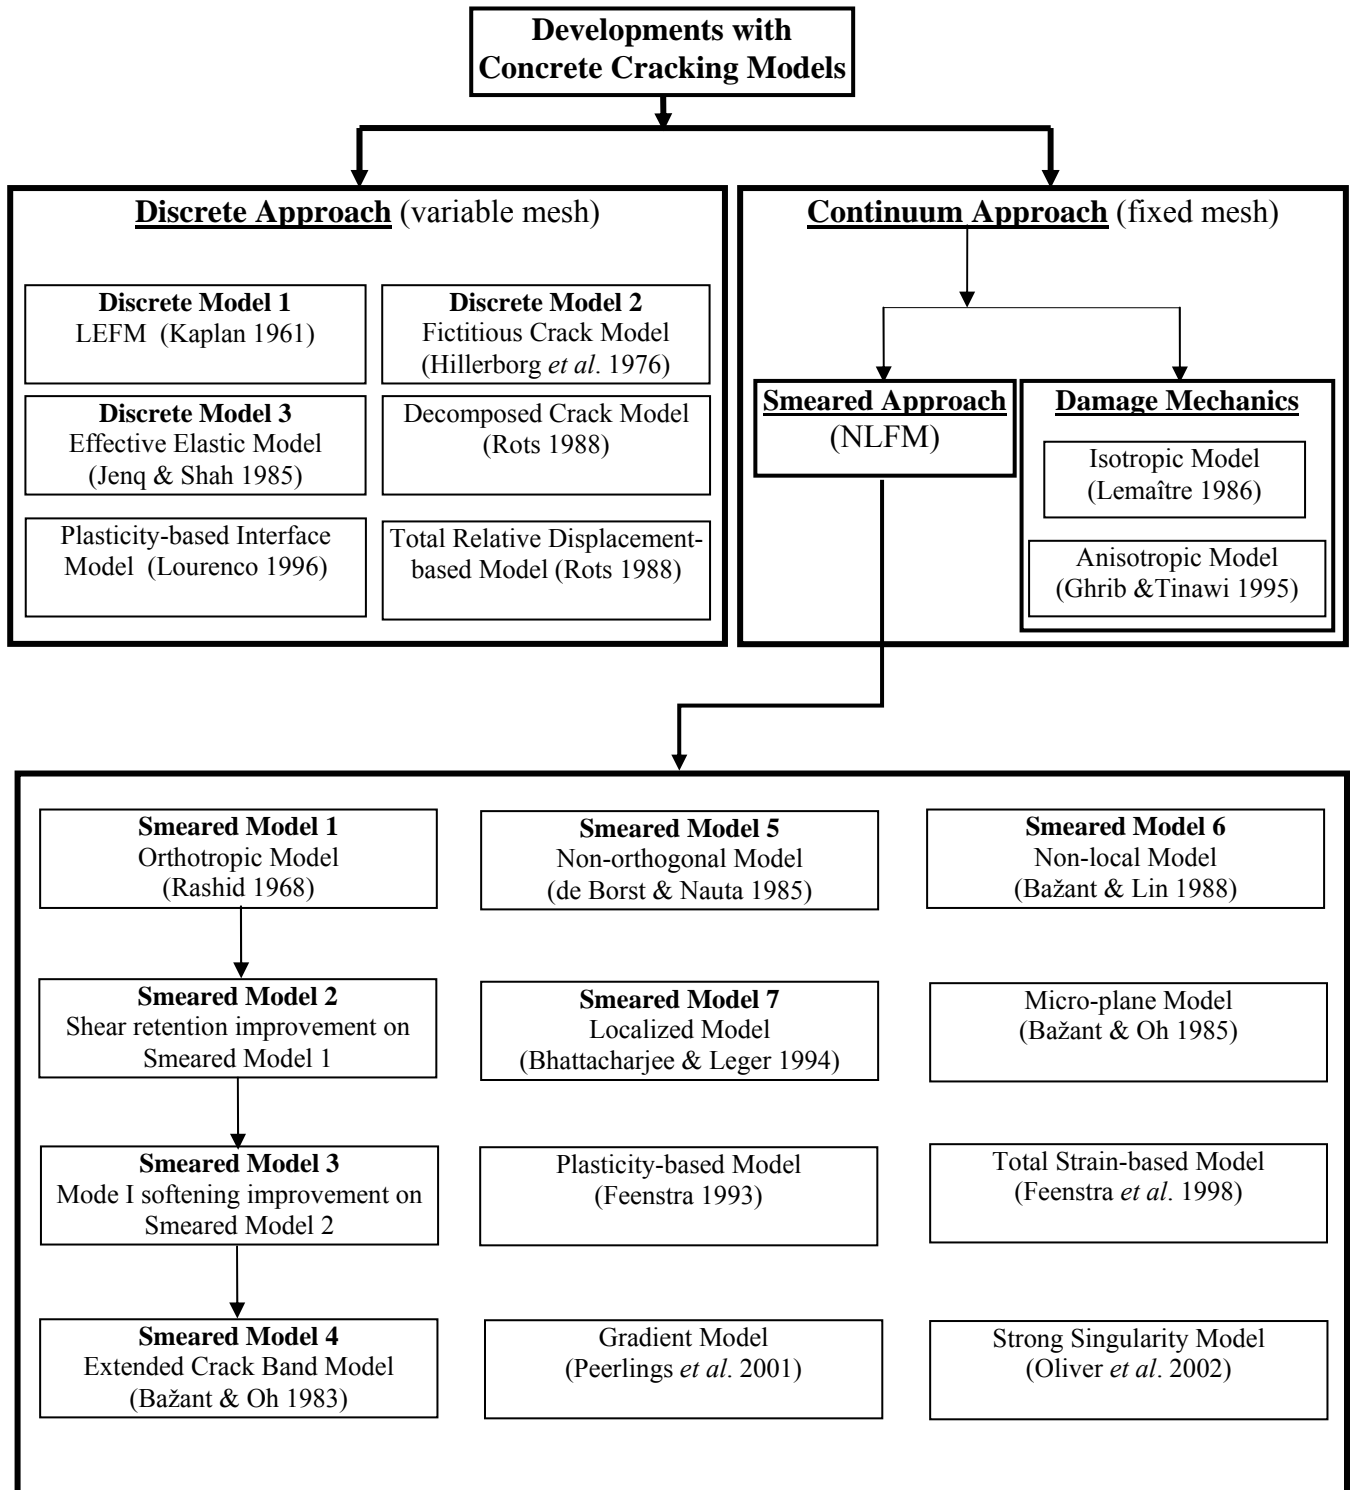 Developments with
Concrete Cracking Models
Discrete Approach (variable mesh)
Discrete Model 1
LEFM (Kaplan 1961)
Discrete Model 2
Fictitious Crack Model
(Hillerborg et al. 1976)
Discrete Model 3
Effective Elastic Model
(Jenq & Shah 1985)
Decomposed Crack Model
(Rots 1988)
Plasticity-based Interface
Model (Lourenco 1996)
Total Relative Displacement-
based Model (Rots 1988)
Continuum Approach (fixed mesh)
Smeared Approach
(NLFM)
Damage Mechanics
Isotropic Model
(Lemaître 1986)
Anisotropic Model
(Ghrib &Tinawi 1995)
Smeared Model 1
Orthotropic Model
(Rashid 1968)
Smeared Model 5
Non-orthogonal Model
(de Borst & Nauta 1985)
Smeared Model 6
Non-local Model
(Bažant & Lin 1988)
Smeared Model 2
Shear retention improvement on
Smeared Model 1
Smeared Model 7
Localized Model
(Bhattacharjee & Leger 1994)
Micro-plane Model
(Bažant & Oh 1985)
Smeared Model 3
Mode I softening improvement on
Smeared Model 2
Plasticity-based Model
(Feenstra 1993)
Total Strain-based Model
(Feenstra et al. 1998)
Smeared Model 4
Extended Crack Band Model
(Bažant & Oh 1983)
Gradient Model
(Peerlings et al. 2001)
Strong Singularity Model
(Oliver et al. 2002)